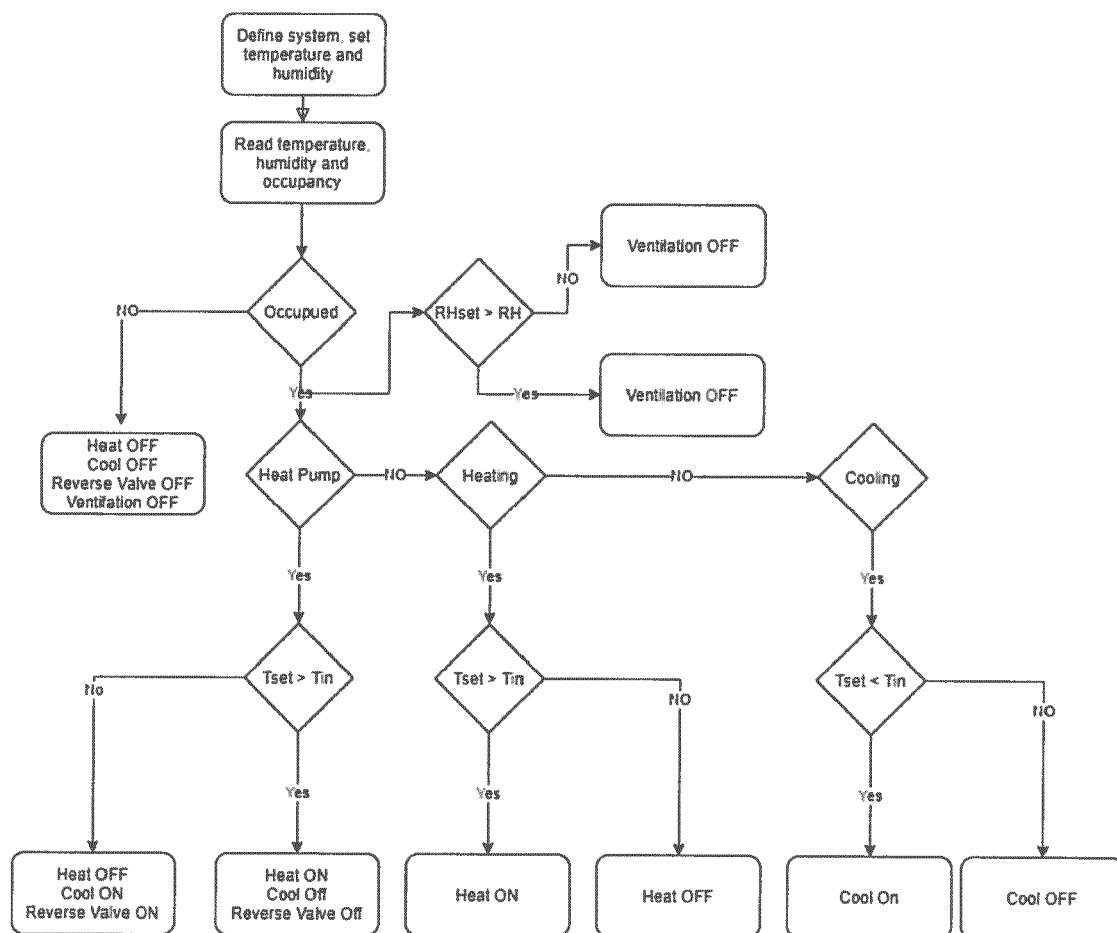 Define system, set
temperature and
humidity
Read temperature,
humidity and
occupancy
Ventilation OFF
NO
NO
Occupued
RHset > RH
Yes
Yes
Ventilation OFF
Heat OFF
Cool OFF
Reverse Valve OFF
Ventilation OFF
Heat Pump
NO
Heating
NO
Cooling
Yes
Yes
Yes
Tset > Tin
Tset > Tin
Tset < Tin
No
NO
NO
Yes
Yes
Yes
Heat OFF
Cool ON
Reverse Valve ON
Heat ON
Cool Off
Reverse Valve Off
Heat ON
Heat OFF
Cool On
Cool OFF